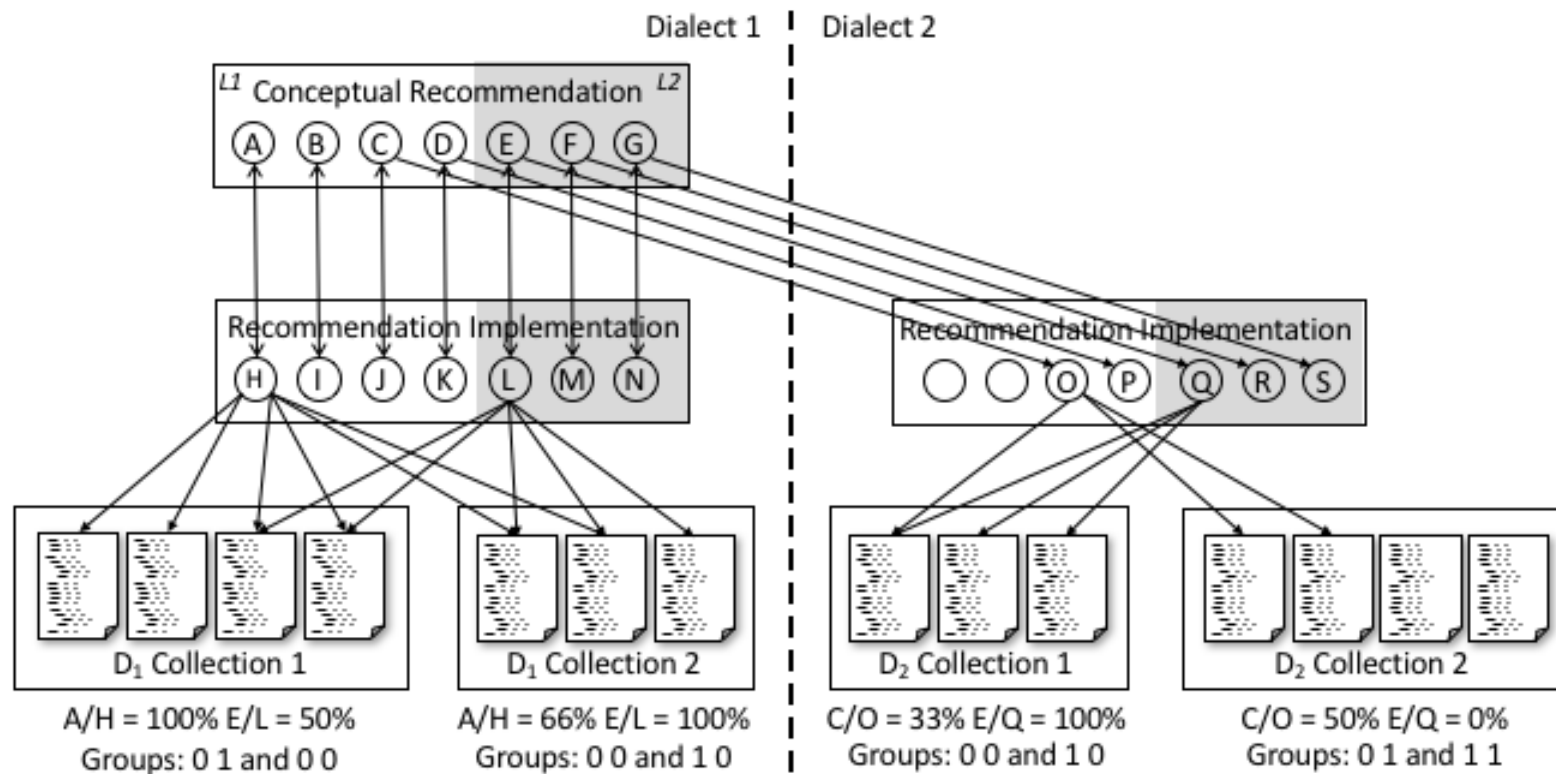 Dialect 1 Dialect 2
L1 Conceptual Recommendation L2
A B C D E F G
Recommendation Implementation Recommendation Implementation
H I J K L M N O P Q R S
D₁ Collection 1 D₁ Collection 2 D₂ Collection 1 D₂ Collection 2
A/H = 100% E/L = 50% A/H = 66% E/L = 100% C/O = 33% E/Q = 100% C/O = 50% E/Q = 0%
Groups: 0 1 and 0 0 Groups: 0 0 and 1 0 Groups: 0 0 and 1 0 Groups: 0 1 and 1 1